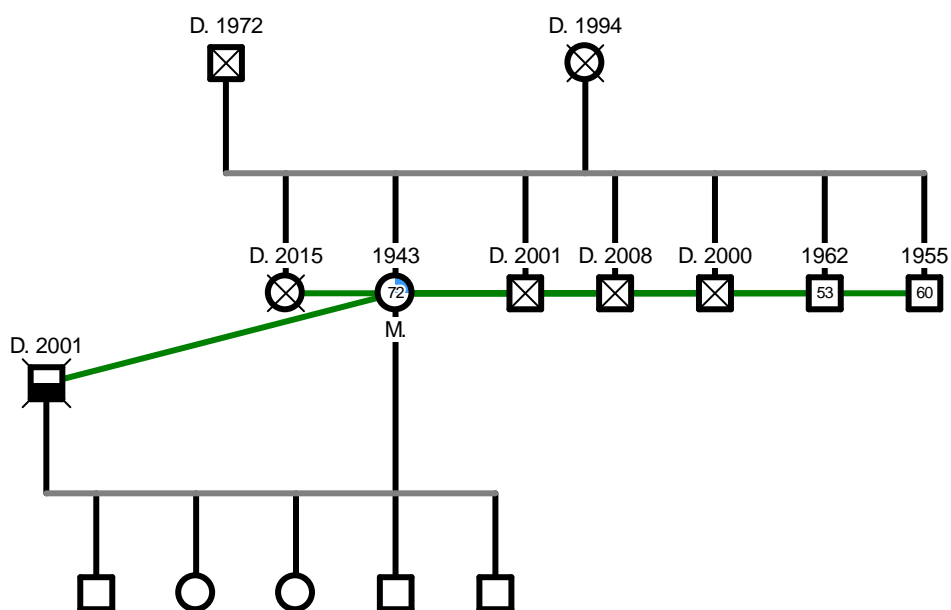 D. 1972
D. 1994
D. 2015
1943
D. 2001
D. 2008
D. 2000
1962
1955
72
53
60
M.
D. 2001